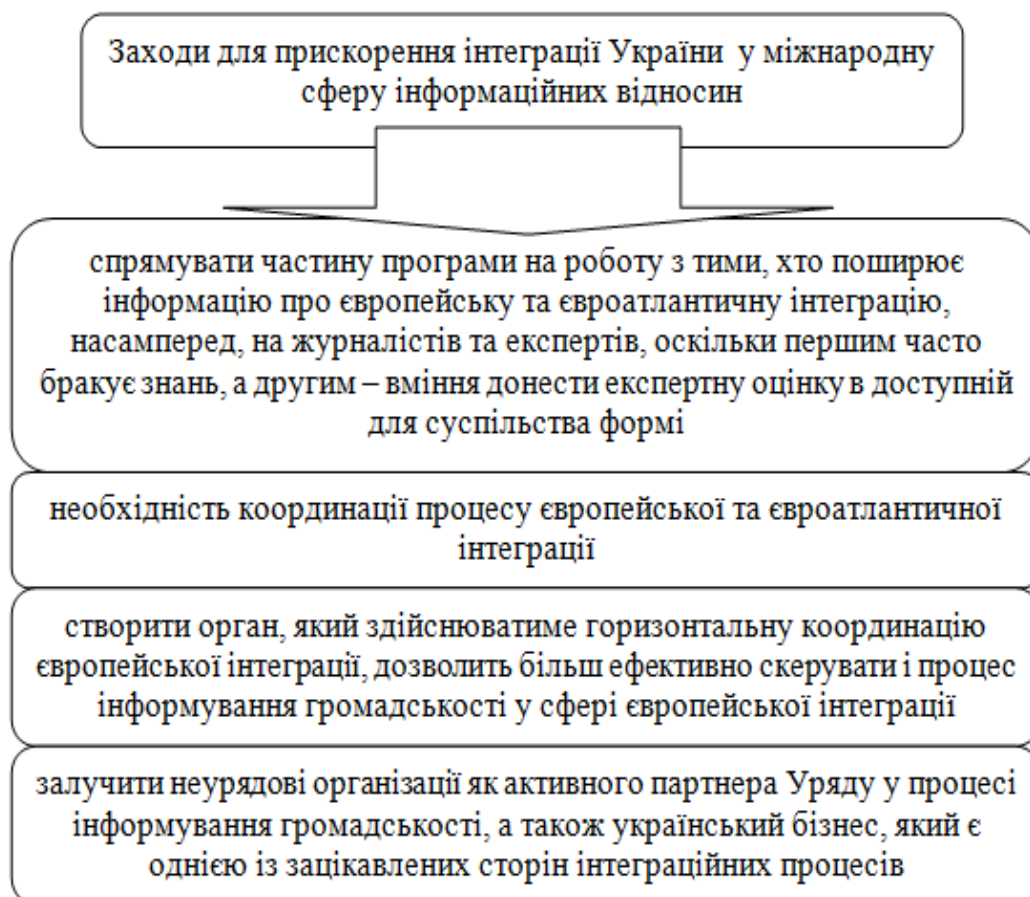 Заходи для прискорення інтеграції України у міжнародну
сферу інформаційних відносин
спрямувати частину програми на роботу з тими, хто поширює
інформацію про європейську та євроатлантичну інтеграцію,
насамперед, на журналістів та експертів, оскільки першим часто
бракує знань, а другим – вміння донести експертну оцінку в доступній
для суспільства формі
необхідність координації процесу європейської та євроатлантичної
інтеграції
створити орган, який здійснюватиме горизонтальну координацію
європейської інтеграції, дозволить більш ефективно скерувати і процес
інформування громадськості у сфері європейської інтеграції
залучити неурядові організації як активного партнера Уряду у процесі
інформування громадськості, а також український бізнес, який є
однією із зацікавлених сторін інтеграційних процесів